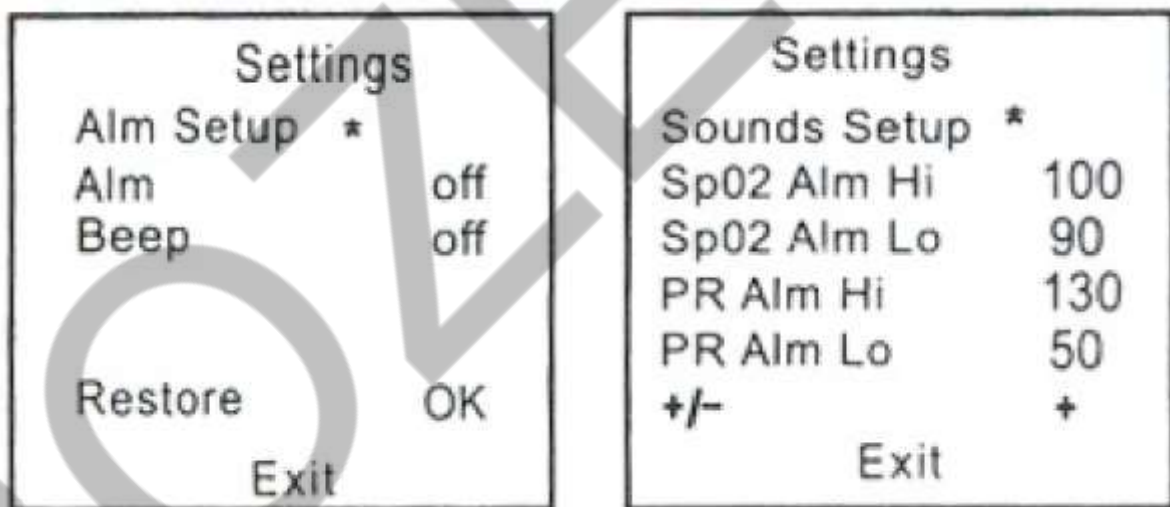 Settings
Alm Setup *
Alm off
Beep off
Restore OK
Exit
Settings
Sounds Setup *
Sp02 Alm Hi 100
Sp02 Alm Lo 90
PR Alm Hi 130
PR Alm Lo 50
+/- +
Exit